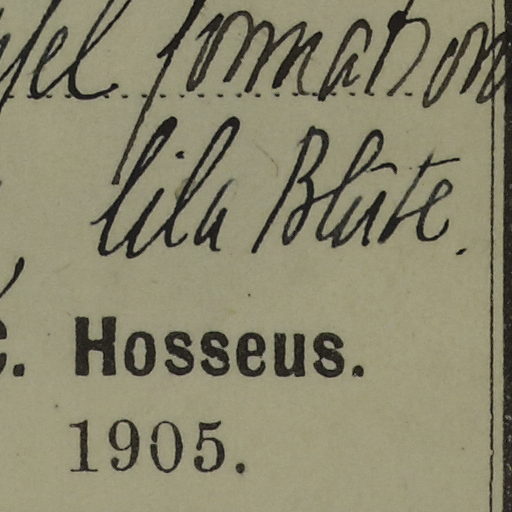 formation
lila Blüte.
C. Hosseus.
1905.